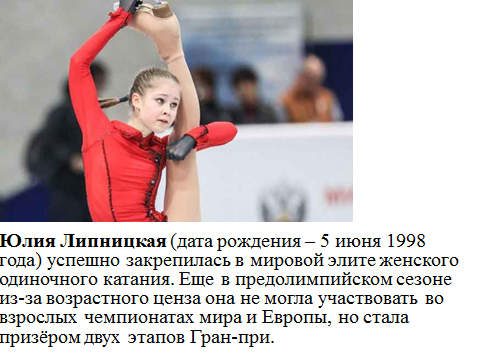 Юлия Липницкая (дата рождения – 5 июня 1998
года) успешно закрепилась в мировой элите женского
одиночного катания. Еще в предолимпийском сезоне
из-за возрастного ценза она не могла участвовать во
взрослых чемпионатах мира и Европы, но стала
призёром двух этапов Гран-при.